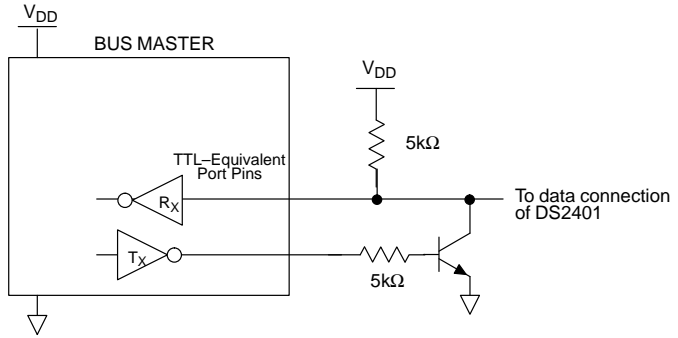 VDD
BUS MASTER
VDD
5kΩ
TTL–Equivalent
Port Pins
RX
To data connection
of DS2401
TX
5kΩ